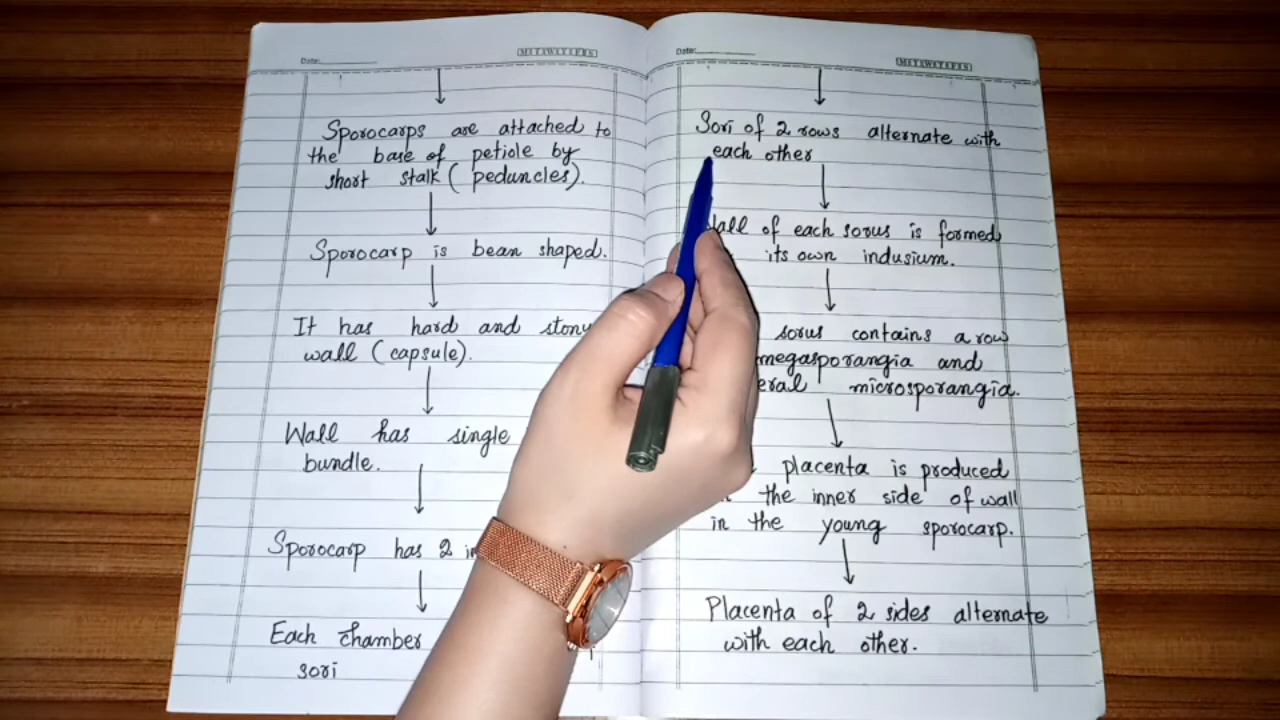 Date:
MITSWITERS
Sporocarps are attached to
the base of petiole by
short stalk (peduncles).
Sporocarp is bean shaped.
It has hard and stony
wall (capsule).
Wall has single
bundle.
Sporocarp has 2
Each chamber
sori
Date:
Sori of 2 rows alternate with
each other
of each sorus is formed
its own indusium.
sorus contains a row
megasporangia and
microsporangia.
placenta is produced
the inner side of wall
in the young sporocarp.
Placenta of 2 sides alternate
with each other.